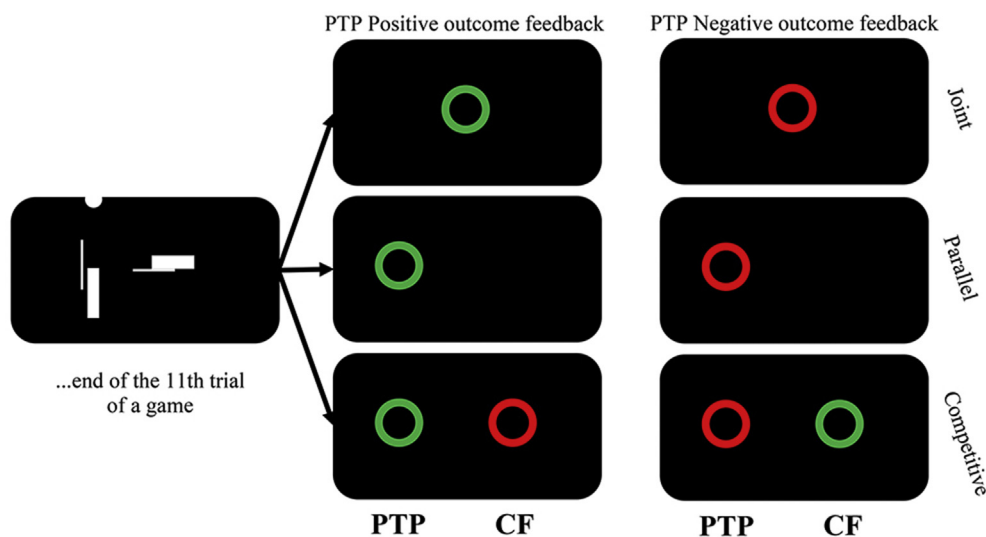 PTP Positive outcome feedback
PTP Negative outcome feedback
Joint
Parallel
Competitive
...end of the 11th trial
of a game
PTP
CF
PTP
CF